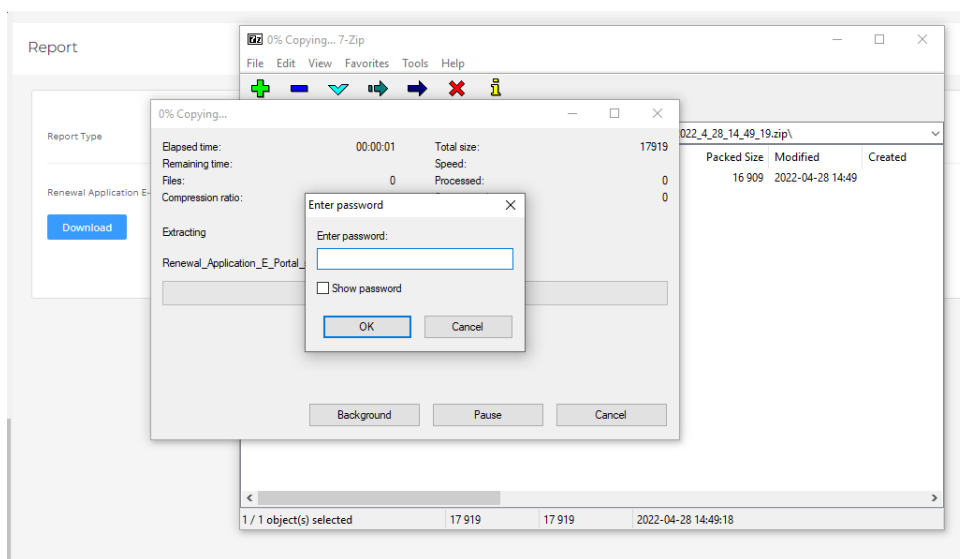 Report
Report Type
Renewal Application E-
Download
7z 0% Copying... 7-Zip
File Edit View Favorites Tools Help
022_4_28_14_49_19.zip\
Packed Size Modified Created
16 909 2022-04-28 14:49
0% Copying...
Elapsed time: 00:00:01 Total size: 17919
Remaining time: Speed:
Files: 0 Processed: 0
Compression ratio: 0
Extracting
Renewal_Application_E_Portal_
Enter password
Enter password:
Show password
OK Cancel
Background Pause Cancel
1 / 1 object(s) selected 17 919 17 919 2022-04-28 14:49:18